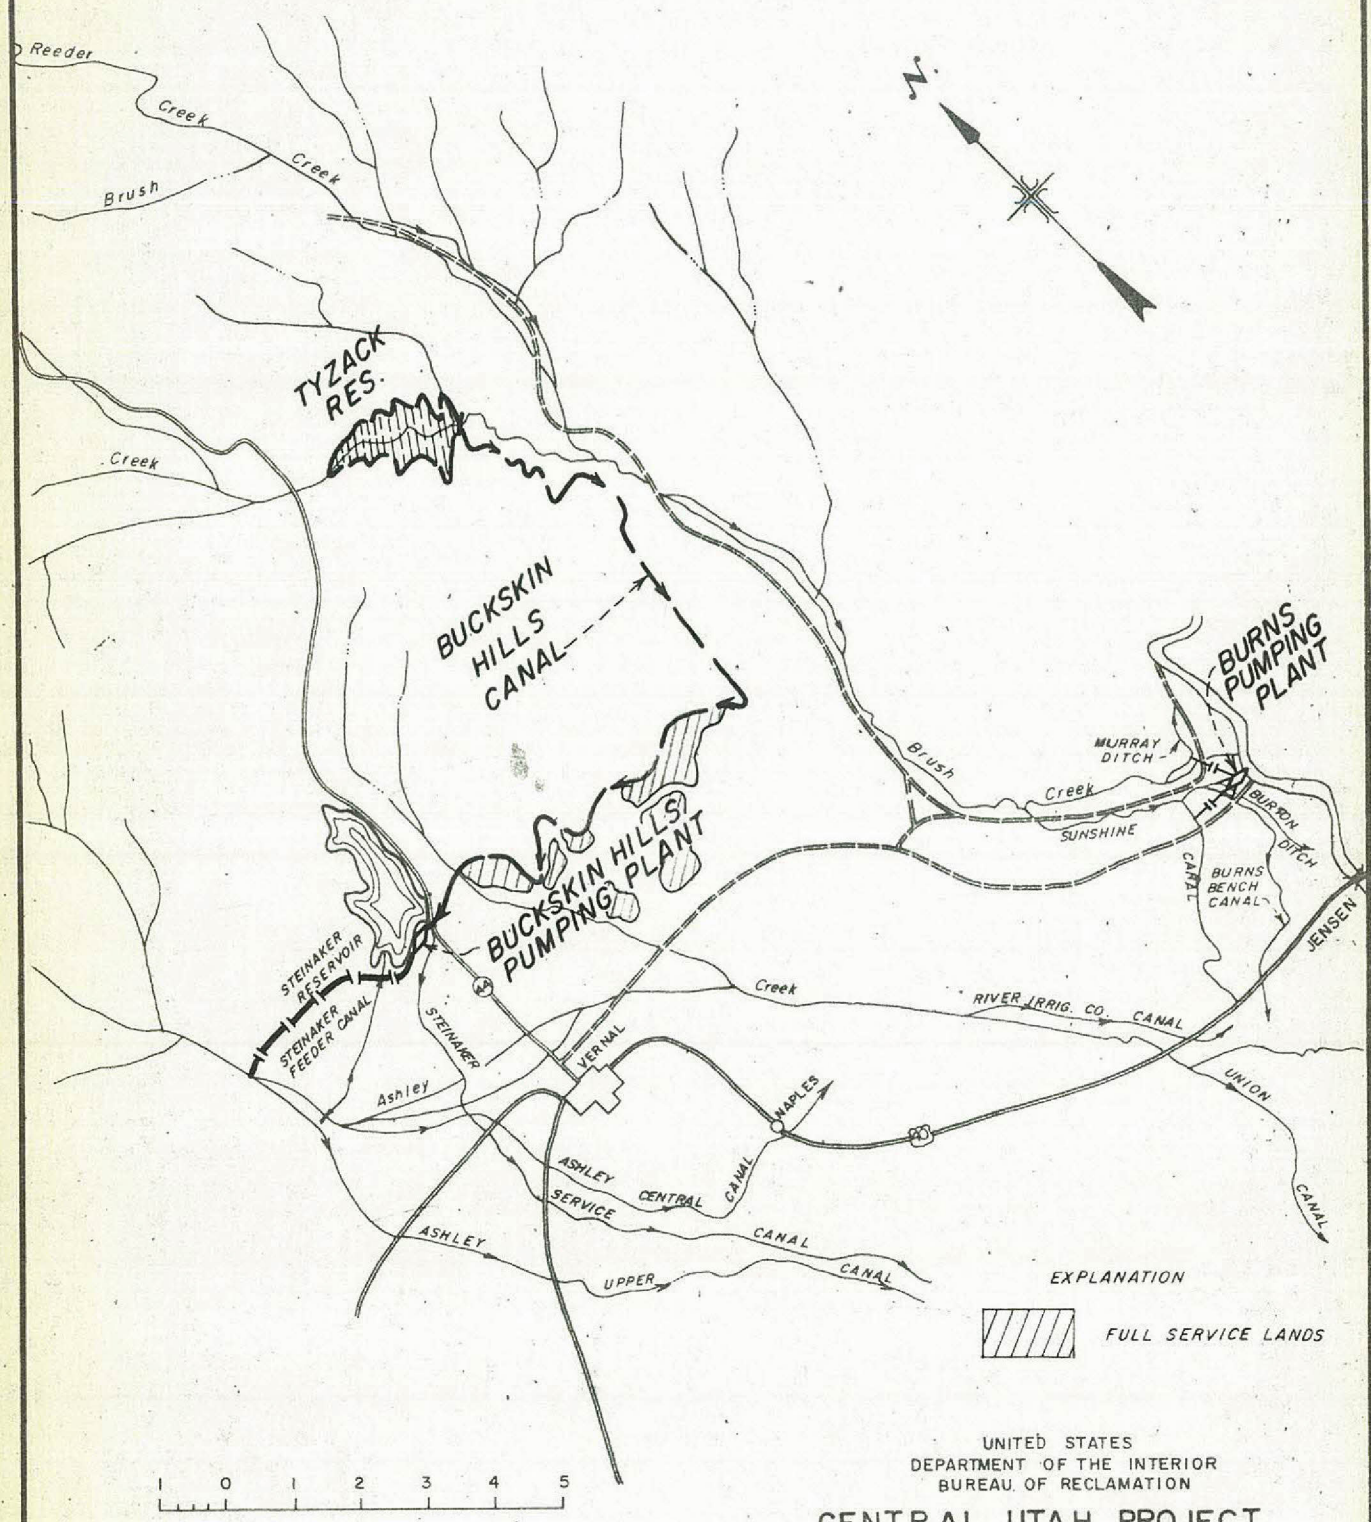 N.
Reeder
Creek
Creek
Brush
TYZACK
RES.
Creek
BUCKSKIN
HILLS
CANAL
BURNS
PUMPING
PLANT
MURRAY
DITCH
Brush
Creek
SUNSHINE
CANAL
BURTON
DITCH
BURNS
BENCH
CANAL
JENSEN
BUCKSKIN HILLS
PUMPING PLANT
STEINAKER
RESERVOIR
STEINAKER
FEEDER CANAL
STEINAKER
44
Creek
RIVER IRRIG. CO. CANAL
VERNAL
Ashley
NAPLES
UNION
CANAL
40
ASHLEY
CENTRAL
CANAL
SERVICE
CANAL
ASHLEY
UPPER
CANAL
EXPLANATION
FULL SERVICE LANDS
UNITED STATES
DEPARTMENT OF THE INTERIOR
BUREAU OF RECLAMATION
CENTRAL UTAH PROJECT
1 0 1 2 3 4 5